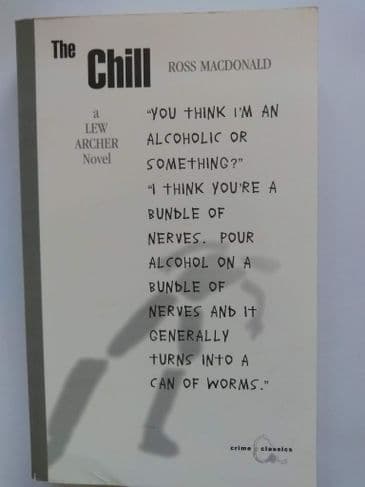 The Chill
ROSS MACDONALD
a
LEW
ARCHER
Novel
"YOU THINK I'M AN
ALCOHOLIC OR
SOMETHING?"
"I THINK YOU'RE A
BUNDLE OF
NERVES. POUR
ALCOHOL ON A
BUNDLE OF
NERVES AND IT
GENERALLY
TURNS INTO A
CAN OF WORMS."
crime classics